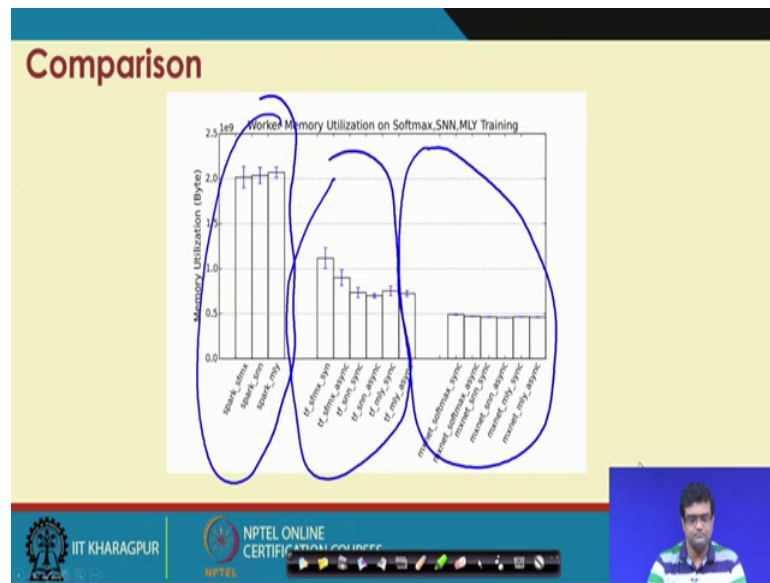 Comparison
Worker Memory Utilization on Softmax,SNN,MLY Training
1e9
2.5
2.0
1.5
1.0
0.5
0.0
Memory Utilization (Byte)
spark_sfmx
spark_snn
spark_mly
tf_sfmx_syn
tf_sfmx_async
tf_snn_sync
tf_snn_async
tf_mly_sync
tf_mly_async
mxnet_softmax_sync
mxnet_softmax_async
mxnet_snn_sync
mxnet_snn_async
mxnet_mly_sync
mxnet_mly_async
IIT KHARAGPUR
NPTEL
NPTEL ONLINE
CERTIFICATION COURSES